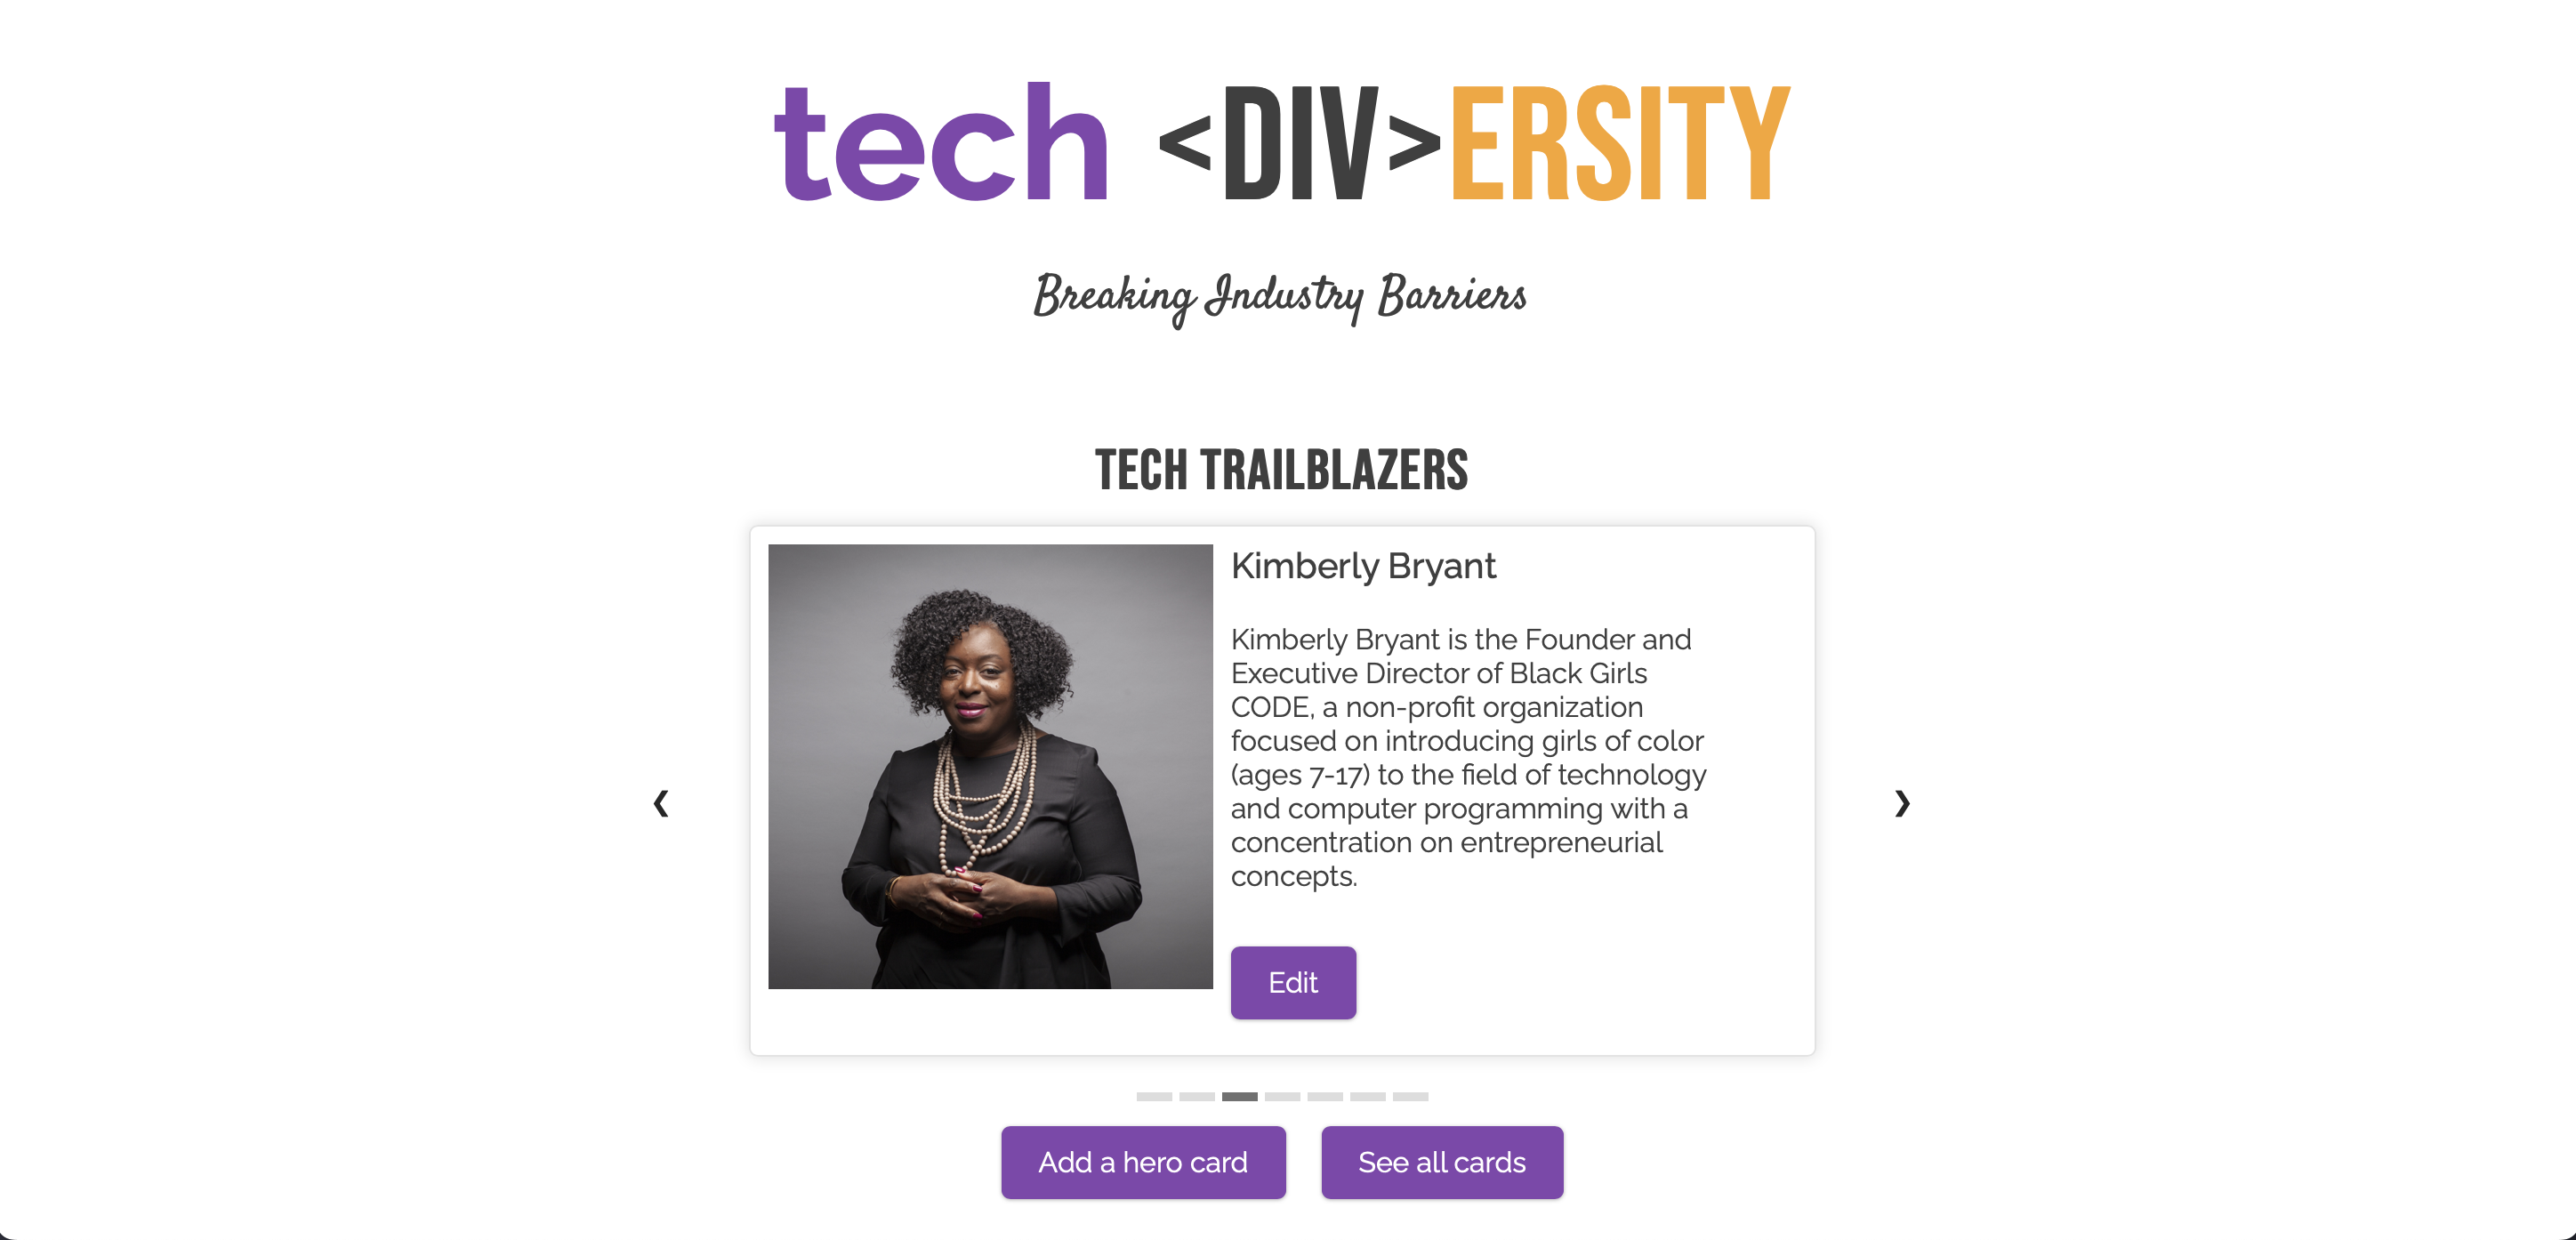 tech <DIV>ERSITY
Breaking Industry Barriers
TECH TRAILBLAZERS
Kimberly Bryant
Kimberly Bryant is the Founder and
Executive Director of Black Girls
CODE, a non-profit organization
focused on introducing girls of color
(ages 7-17) to the field of technology
and computer programming with a
concentration on entrepreneurial
concepts.
❮ ❯
Edit
Add a hero card See all cards